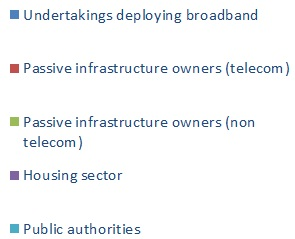 Undertakings deploying broadband
Passive infrastructure owners (telecom)
Passive infrastructure owners (non
telecom)
Housing sector
Public authorities